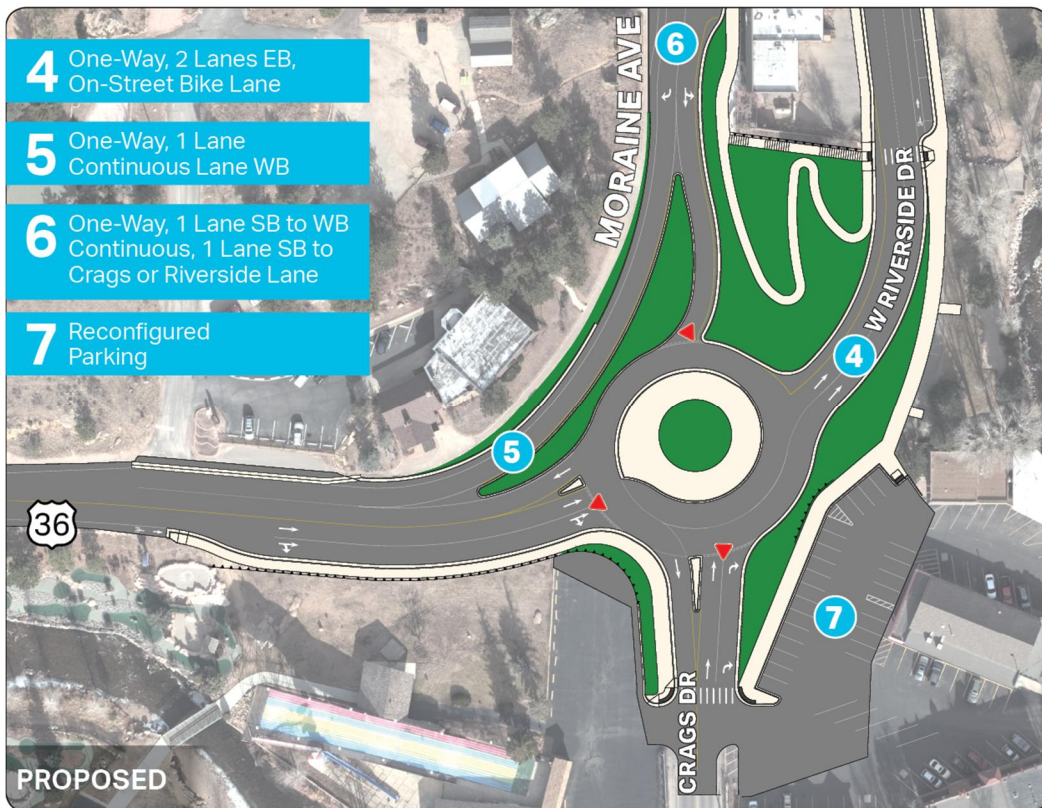 4 One-Way, 2 Lanes EB,
On-Street Bike Lane
5 One-Way, 1 Lane
Continuous Lane WB
6 One-Way, 1 Lane SB to WB
Continuous, 1 Lane SB to
Crags or Riverside Lane
7 Reconfigured
Parking
MORAINE AVE
6
W RIVERSIDE DR
4
5
36
7
CRAGS DR
PROPOSED